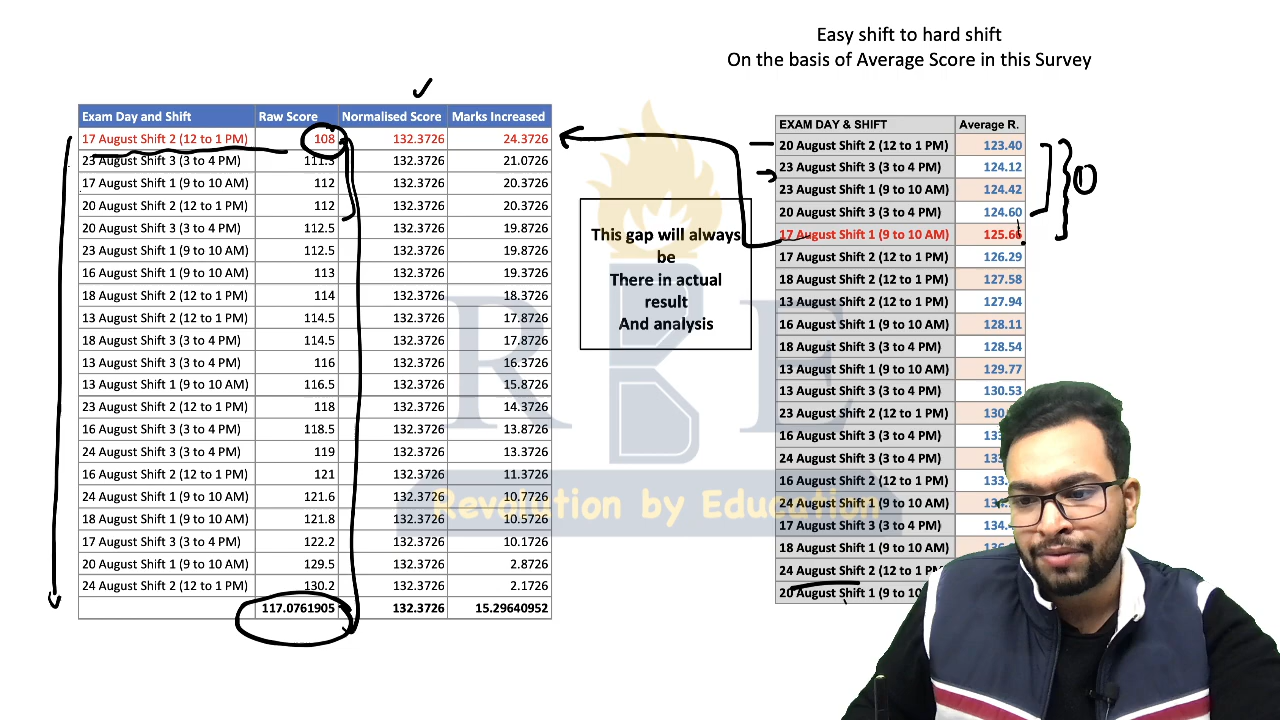 Easy shift to hard shift
On the basis of Average Score in this Survey
Exam Day and Shift Raw Score Normalised Score Marks Increased
17 August Shift 2 (12 to 1 PM) 108 132.3726 24.3726
23 August Shift 3 (3 to 4 PM) 111.3 132.3726 21.0726
17 August Shift 1 (9 to 10 AM) 112 132.3726 20.3726
20 August Shift 2 (12 to 1 PM) 112 132.3726 20.3726
20 August Shift 3 (3 to 4 PM) 112.5 132.3726 19.8726
23 August Shift 1 (9 to 10 AM) 112.5 132.3726 19.8726
16 August Shift 1 (9 to 10 AM) 113 132.3726 19.3726
18 August Shift 2 (12 to 1 PM) 114 132.3726 18.3726
13 August Shift 2 (12 to 1 PM) 114.5 132.3726 17.8726
18 August Shift 3 (3 to 4 PM) 114.5 132.3726 17.8726
13 August Shift 3 (3 to 4 PM) 116 132.3726 16.3726
13 August Shift 1 (9 to 10 AM) 116.5 132.3726 15.8726
23 August Shift 2 (12 to 1 PM) 118 132.3726 14.3726
16 August Shift 3 (3 to 4 PM) 118.5 132.3726 13.8726
24 August Shift 3 (3 to 4 PM) 119 132.3726 13.3726
16 August Shift 2 (12 to 1 PM) 121 132.3726 11.3726
24 August Shift 1 (9 to 10 AM) 121.6 132.3726 10.7726
18 August Shift 1 (9 to 10 AM) 121.8 132.3726 10.5726
17 August Shift 3 (3 to 4 PM) 122.2 132.3726 10.1726
20 August Shift 1 (9 to 10 AM) 129.5 132.3726 2.8726
24 August Shift 2 (12 to 1 PM) 130.2 132.3726 2.1726
117.0761905 132.3726 15.29640952
This gap will always
be
There in actual
result
And analysis
EXAM DAY & SHIFT Average R.
20 August Shift 2 (12 to 1 PM) 123.40
23 August Shift 3 (3 to 4 PM) 124.12
23 August Shift 1 (9 to 10 AM) 124.42
20 August Shift 3 (3 to 4 PM) 124.60
17 August Shift 1 (9 to 10 AM) 125.66
17 August Shift 2 (12 to 1 PM) 126.29
18 August Shift 2 (12 to 1 PM) 127.58
13 August Shift 2 (12 to 1 PM) 127.94
16 August Shift 1 (9 to 10 AM) 128.11
18 August Shift 3 (3 to 4 PM) 128.54
13 August Shift 1 (9 to 10 AM) 129.77
13 August Shift 3 (3 to 4 PM) 130.53
23 August Shift 2 (12 to 1 PM)
16 August Shift 3 (3 to 4 PM)
24 August Shift 3 (3 to 4 PM)
16 August Shift 2 (12 to 1 PM)
24 August Shift 1 (9 to 10 AM)
17 August Shift 3 (3 to 4 PM)
18 August Shift 1 (9 to 10 AM)
24 August Shift 2 (12 to 1
20 August Shift 1 (9 to 10
RBE
Revolution by Education